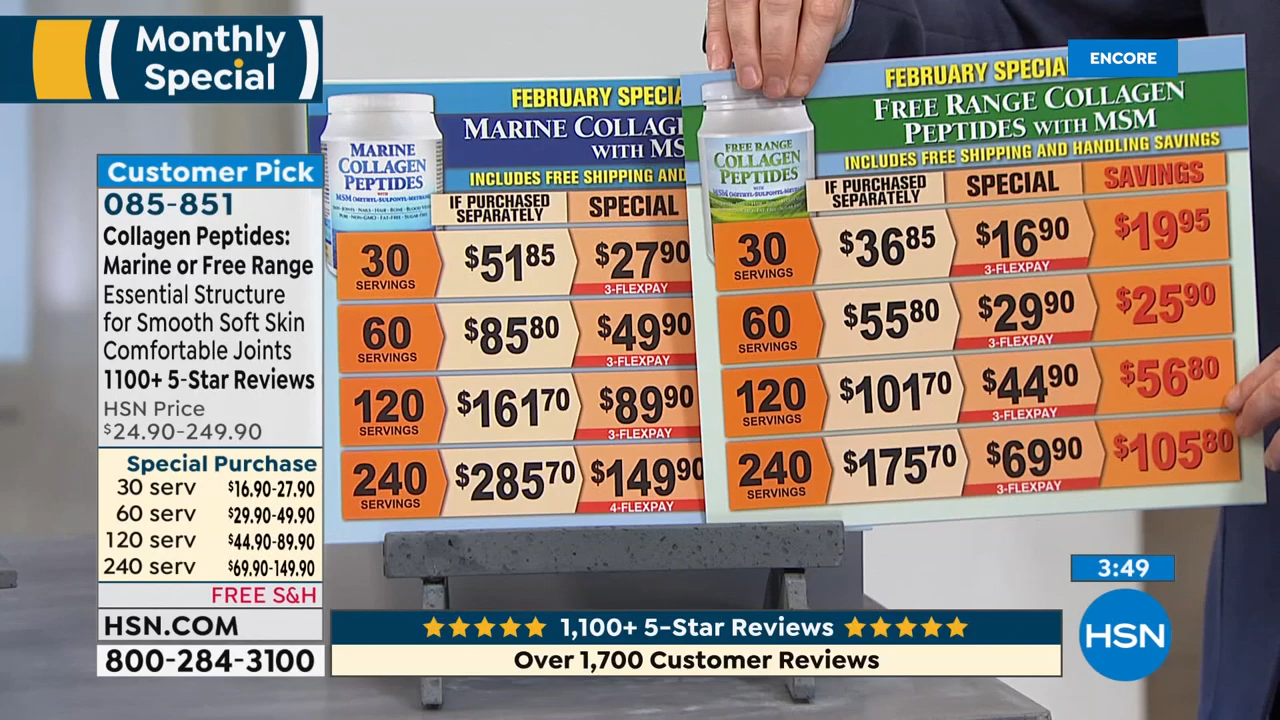 Monthly
Special
ENCORE
Customer Pick
085-851
Collagen Peptides:
Marine or Free Range
Essential Structure
for Smooth Soft Skin
Comfortable Joints
1100+ 5-Star Reviews
HSN Price
$24.90-249.90
Special Purchase
30 serv $16.90-27.90
60 serv $29.90-49.90
120 serv $44.90-89.90
240 serv $69.90-149.90
FREE S&H
HSN.COM
800-284-3100
FEBRUARY SPECIA
MARINE COLLAG
WITH MS
INCLUDES FREE SHIPPING AND
MARINE
COLLAGEN
PEPTIDES
WITH
IF PURCHASED
SEPARATELY
SPECIAL
30
SERVINGS
$51.85
$27.90
3-FLEXPAY
60
SERVINGS
$85.80
$49.90
3-FLEXPAY
120
SERVINGS
$161.70
$89.90
3-FLEXPAY
240
SERVINGS
$285.70
$149.90
4-FLEXPAY
FEBRUARY SPECIA
FREE RANGE COLLAGEN
PEPTIDES WITH MSM
INCLUDES FREE SHIPPING AND HANDLING SAVINGS
FREE RANGE
COLLAGEN
PEPTIDES
WITH
IF PURCHASED
SEPARATELY
SPECIAL
SAVINGS
30
SERVINGS
$36.85
$16.90
3-FLEXPAY
$19.95
60
SERVINGS
$55.80
$29.90
3-FLEXPAY
$25.90
120
SERVINGS
$101.70
$44.90
3-FLEXPAY
$56.80
240
SERVINGS
$175.70
$69.90
3-FLEXPAY
$105.80
3:49
HSN
1,100+ 5-Star Reviews
Over 1,700 Customer Reviews